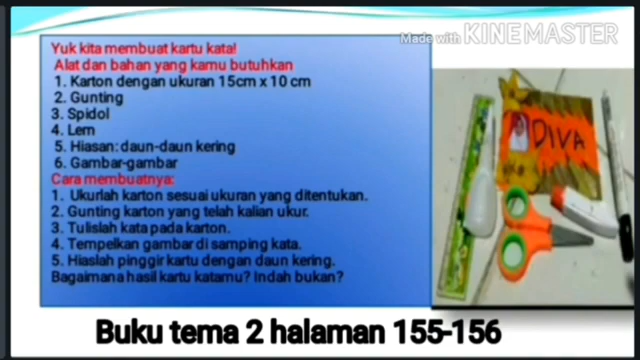 Made with KINEMASTER
Yuk kita membuat kartu kata!
Alat dan bahan yang kamu butuhkan
1. Karton dengan ukuran 15cm x 10 cm
2. Gunting
3. Spidol
4. Lem
5. Hiasan: daun-daun kering
6. Gambar-gambar
Cara membuatnya:
1. Ukurlah karton sesuai ukuran yang ditentukan.
2. Gunting karton yang telah kalian ukur.
3. Tulislah kata pada karton.
4. Tempelkan gambar di samping kata.
5. Hiaslah pinggir kartu dengan daun kering.
Bagaimana hasil kartu katamu? Indah bukan?
DIVA
Buku tema 2 halaman 155-156